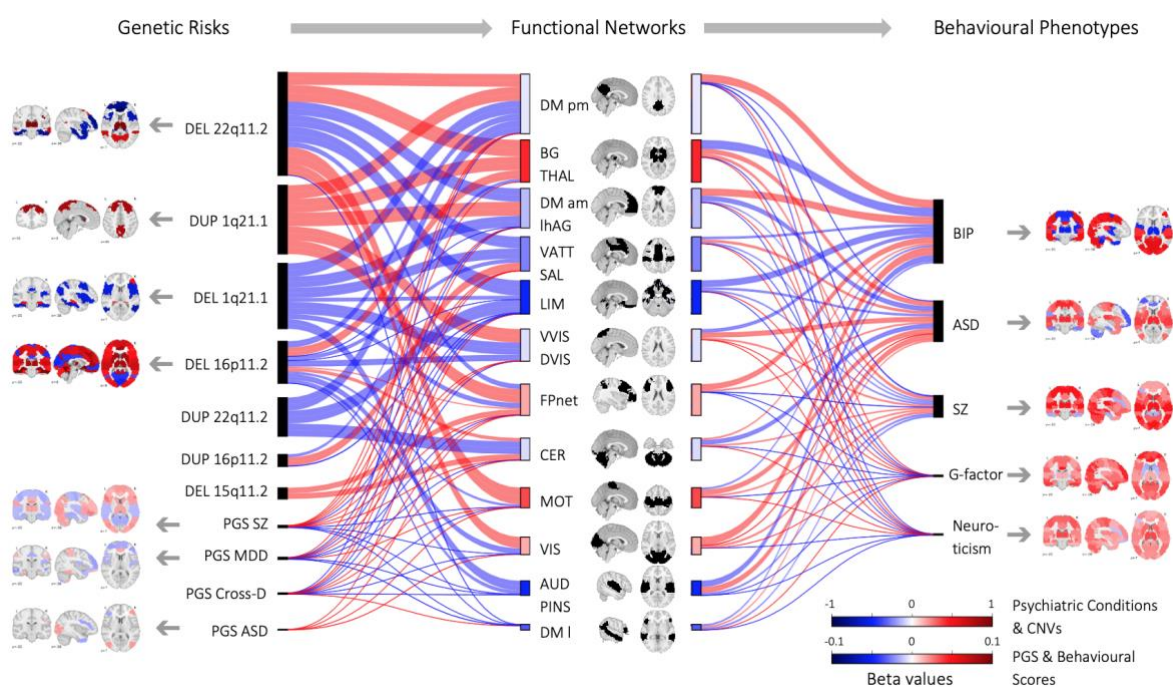 Genetic Risks
Functional Networks
Behavioural Phenotypes
DEL 22q11.2
DUP 1q21.1
DEL 1q21.1
DEL 16p11.2
DUP 22q11.2
DUP 16p11.2
DEL 15q11.2
PGS SZ
PGS MDD
PGS Cross-D
PGS ASD
DM pm
BG
THAL
DM am
lhAG
VATT
SAL
LIM
VVIS
DVIS
FPnet
CER
MOT
VIS
AUD
PINS
DM l
BIP
ASD
SZ
G-factor
Neuro-
ticism
-1 0 1
Psychiatric Conditions
& CNVs
-0.1 0 0.1
PGS & Behavioural
Scores
Beta values